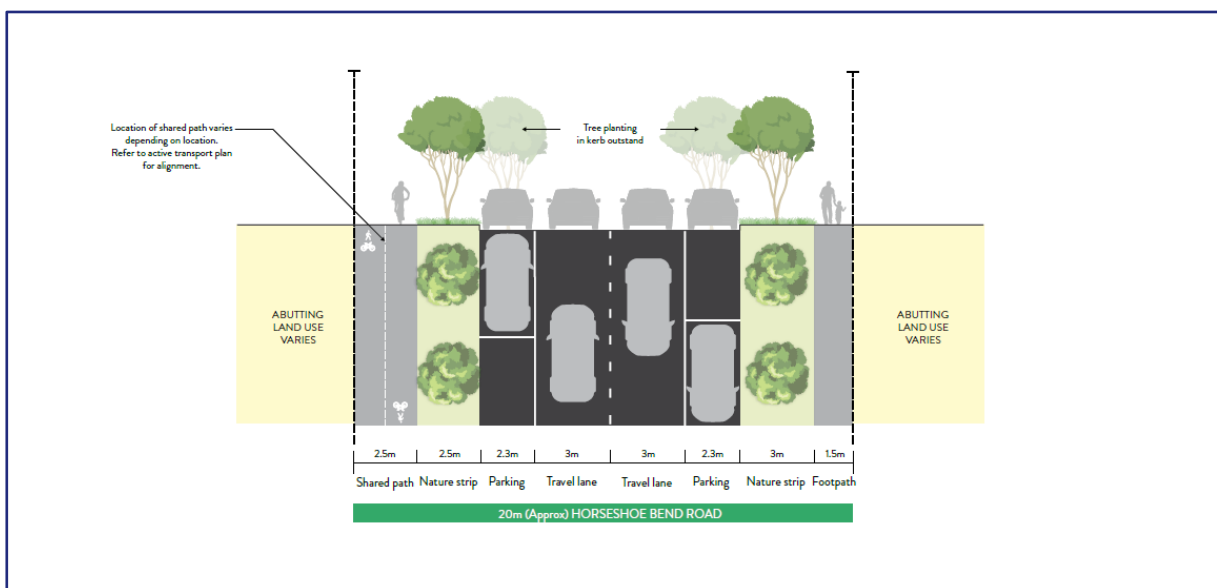 Location of shared path varies
depending on location.
Refer to active transport plan
for alignment.
Tree planting
in kerb outstand
ABUTTING
LAND USE
VARIES
ABUTTING
LAND USE
VARIES
2.5m 2.5m 2.3m 3m 3m 2.3m 3m 1.5m
Shared path Nature strip Parking Travel lane Travel lane Parking Nature strip Footpath
20m (Approx) HORSESHOE BEND ROAD